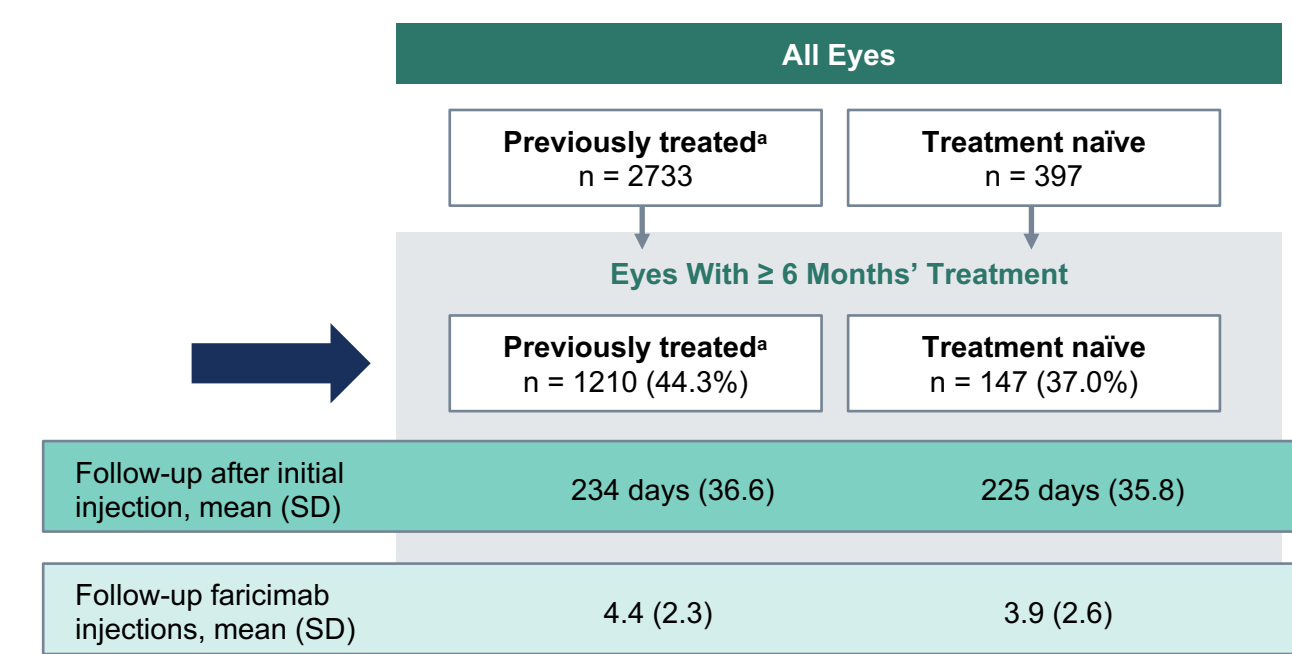 All Eyes
Previously treatedᵃ
n = 2733
Treatment naïve
n = 397
Eyes With ≥ 6 Months’ Treatment
Previously treatedᵃ
n = 1210 (44.3%)
Treatment naïve
n = 147 (37.0%)
Follow-up after initial
injection, mean (SD)
234 days (36.6)
225 days (35.8)
Follow-up faricimab
injections, mean (SD)
4.4 (2.3)
3.9 (2.6)